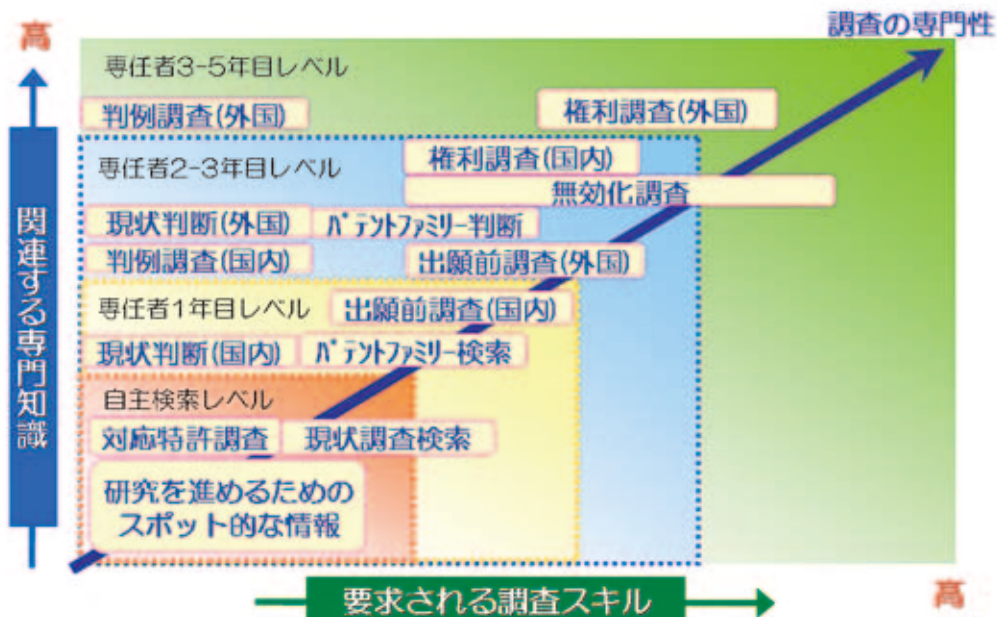 調査の専門性
高
専任者3-5年目レベル
判例調査(外国)
権利調査(外国)
専任者2-3年目レベル
権利調査(国内)
無効化調査
現状判断(外国)
パテントファミリー判断
判例調査(国内)
出願前調査(外国)
専任者1年目レベル
出願前調査(国内)
現状判断(国内)
パテントファミリー検索
自主検索レベル
対応特許調査
現状調査検索
研究を進めるための
スポット的な情報
関連する専門知識
要求される調査スキル
高